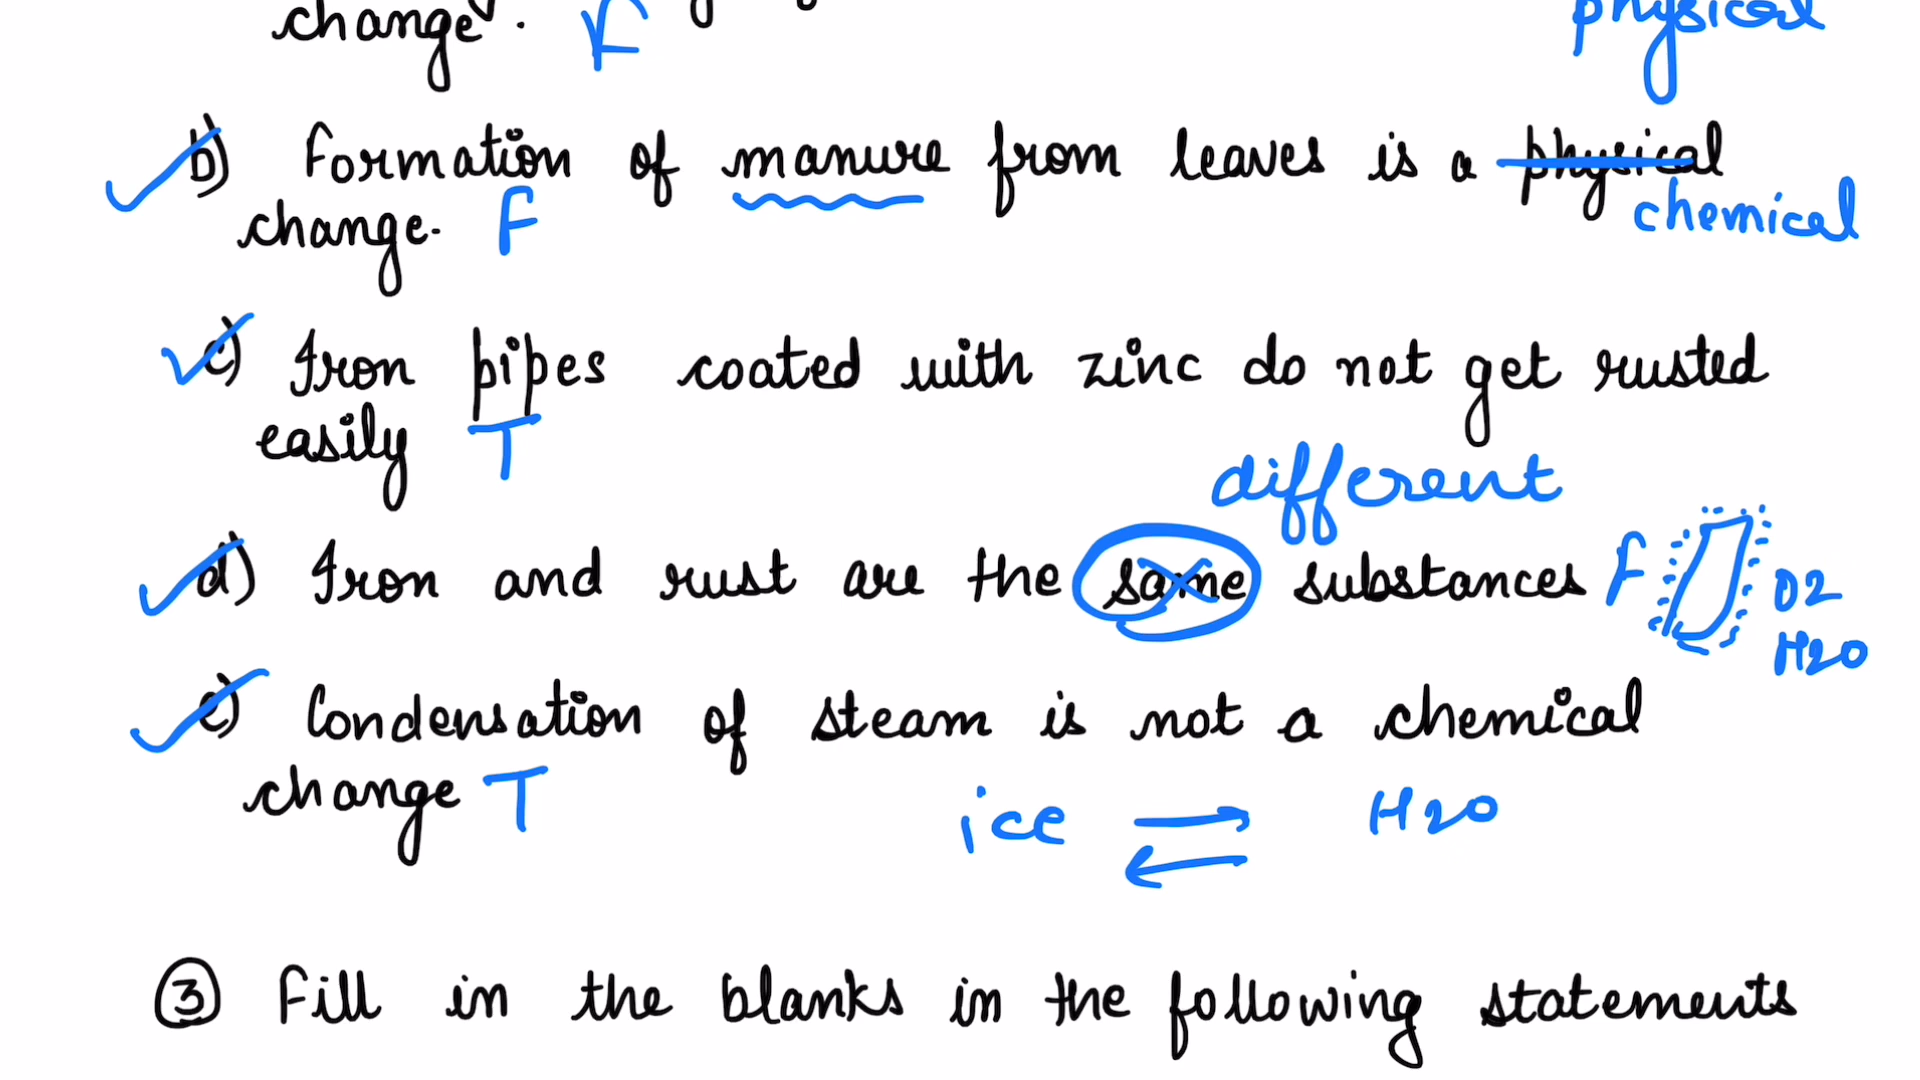 physical
change. F
b) Formation of manure from leaves is a physical
chemical
change. F
c) Iron pipes coated with zinc do not get rusted
easily T
different
d) Iron and rust are the same substances F
O2
H2O
e) Condensation of steam is not a chemical
change T
ice ⇌ H2O
③ Fill in the blanks in the following statements